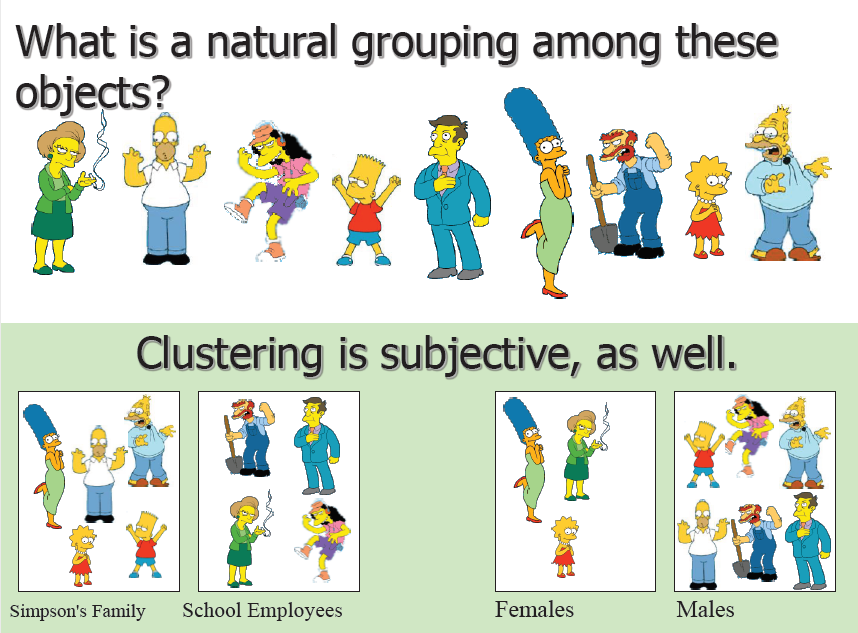 What is a natural grouping among these
objects?
Clustering is subjective, as well.
Simpson's Family
School Employees
Females
Males